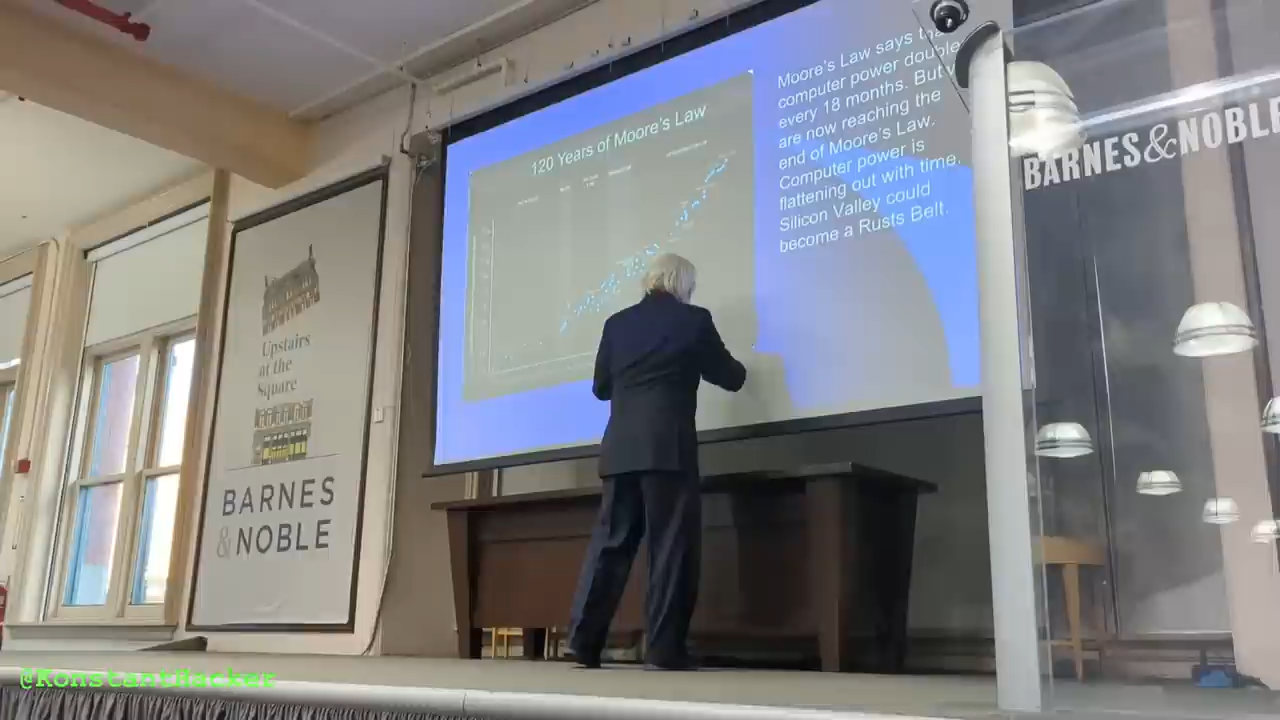 Upstairs
at the
Square
BARNES
& NOBLE
120 Years of Moore's Law
Moore's Law says
computer power double
every 18 months. But
are now reaching the
end of Moore's Law.
Computer power is
flattening out with time.
Silicon Valley could
become a Rusts Belt.
BARNES&NOBLE
@KonstantHacker